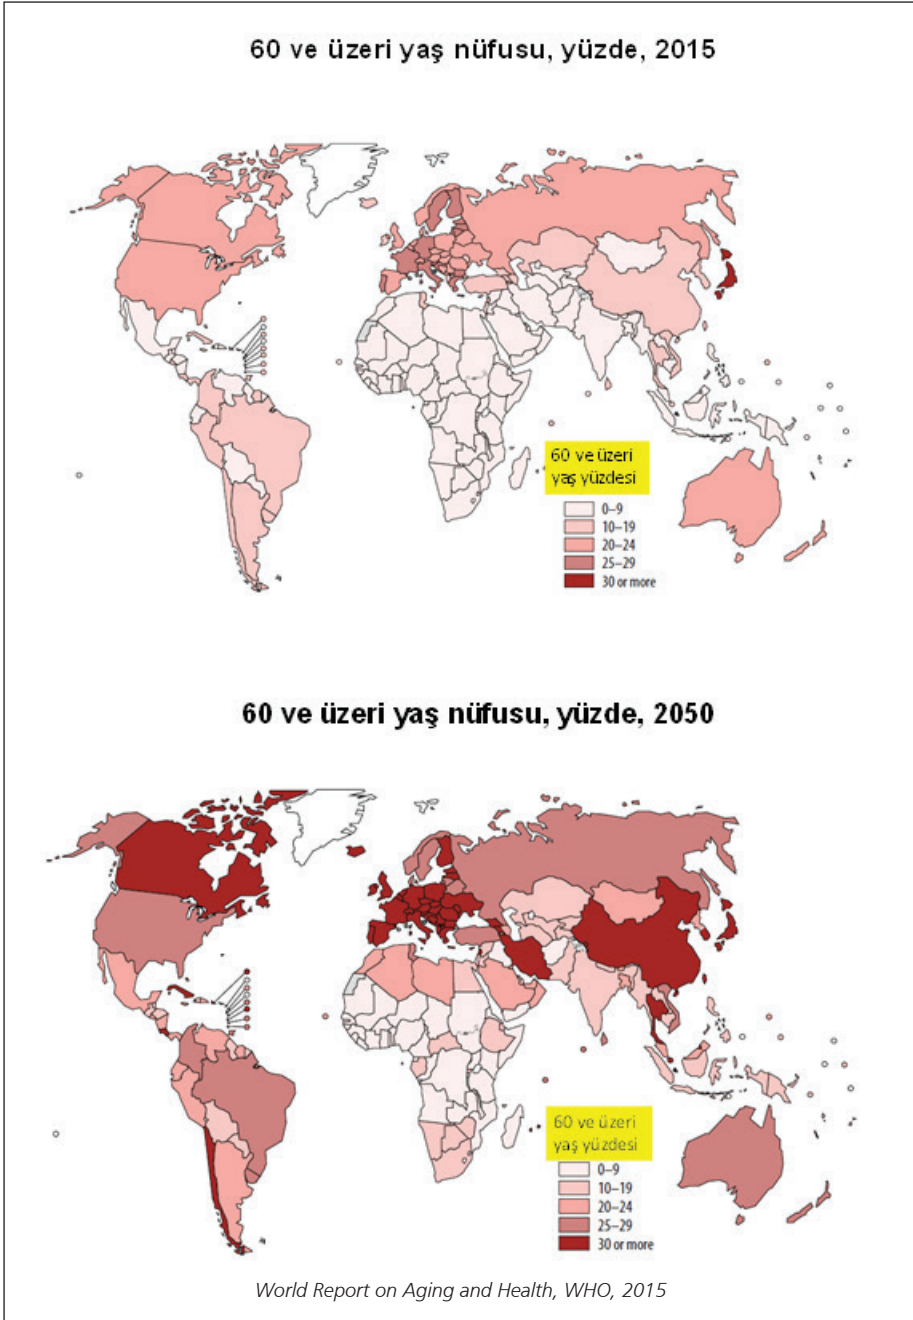 60 ve üzeri yaş nüfusu, yüzde, 2015
60 ve üzeri
yaş yüzdesi
0–9
10–19
20–24
25–29
30 or more
60 ve üzeri yaş nüfusu, yüzde, 2050
60 ve üzeri
yaş yüzdesi
0–9
10–19
20–24
25–29
30 or more
World Report on Aging and Health, WHO, 2015